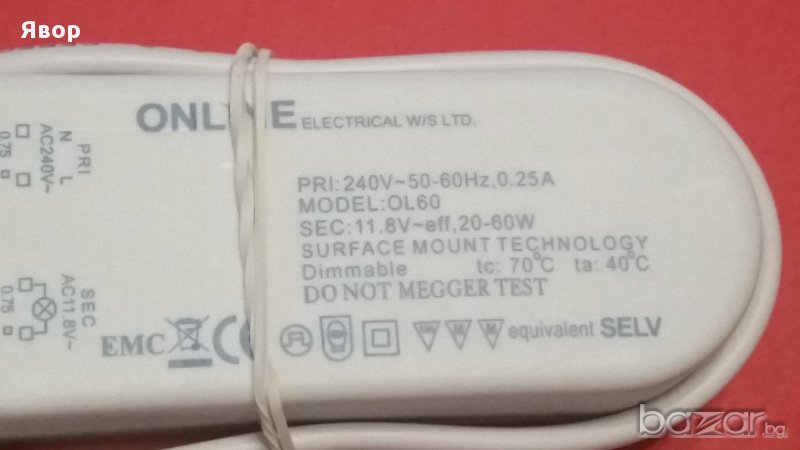 Явор
ONLINE ELECTRICAL W/S LTD.
PRI:240V~50-60Hz,0.25A
MODEL:OL60
SEC:11.8V~eff,20-60W
SURFACE MOUNT TECHNOLOGY
Dimmable tc: 70°C ta: 40°C
DO NOT MEGGER TEST
EMC CE equivalent SELV
PRI
N L
AC240V~
0.75
SEC
AC11.8V~
0.75
bazar.bg